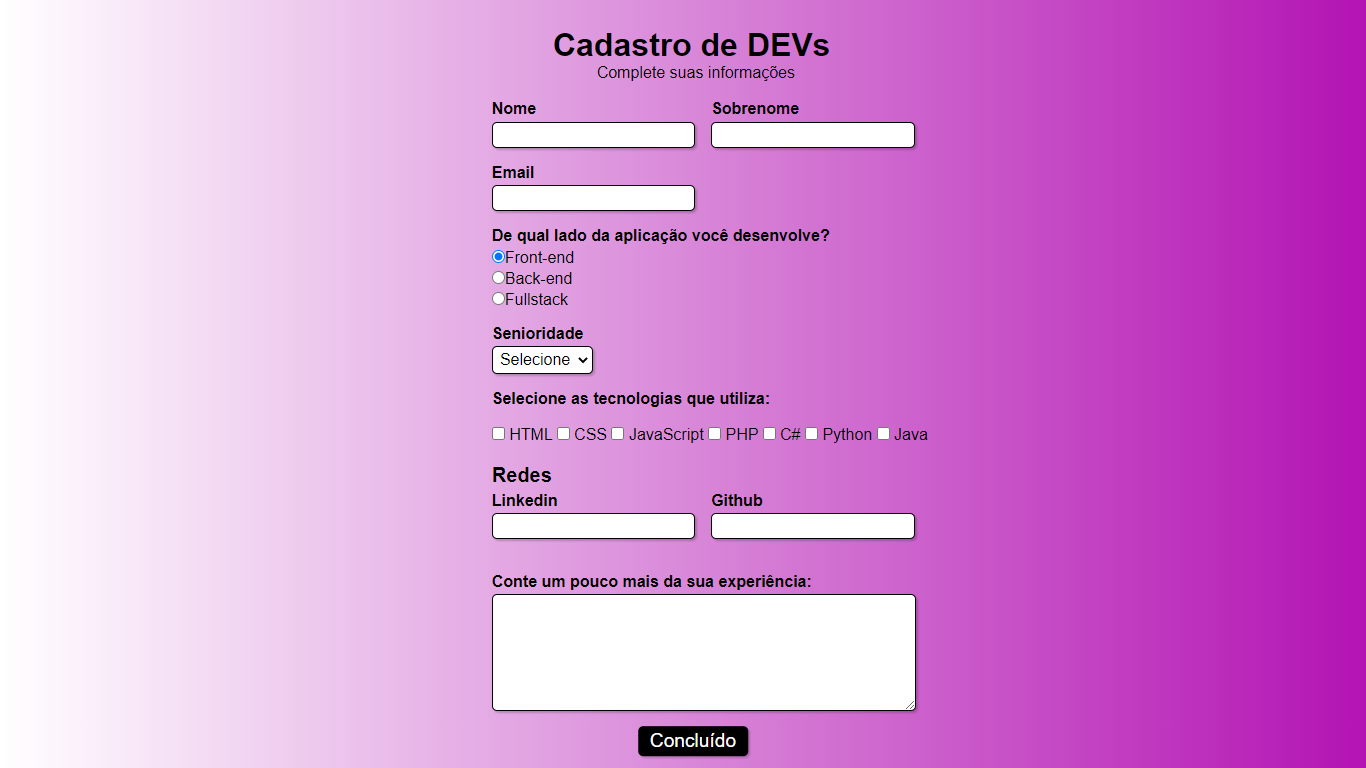 Cadastro de DEVs
Complete suas informações
Nome Sobrenome
Email
De qual lado da aplicação você desenvolve?
Front-end
Back-end
Fullstack
Senioridade
Selecione
Selecione as tecnologias que utiliza:
HTML CSS JavaScript PHP C# Python Java
Redes
Linkedin Github
Conte um pouco mais da sua experiência:
Concluído